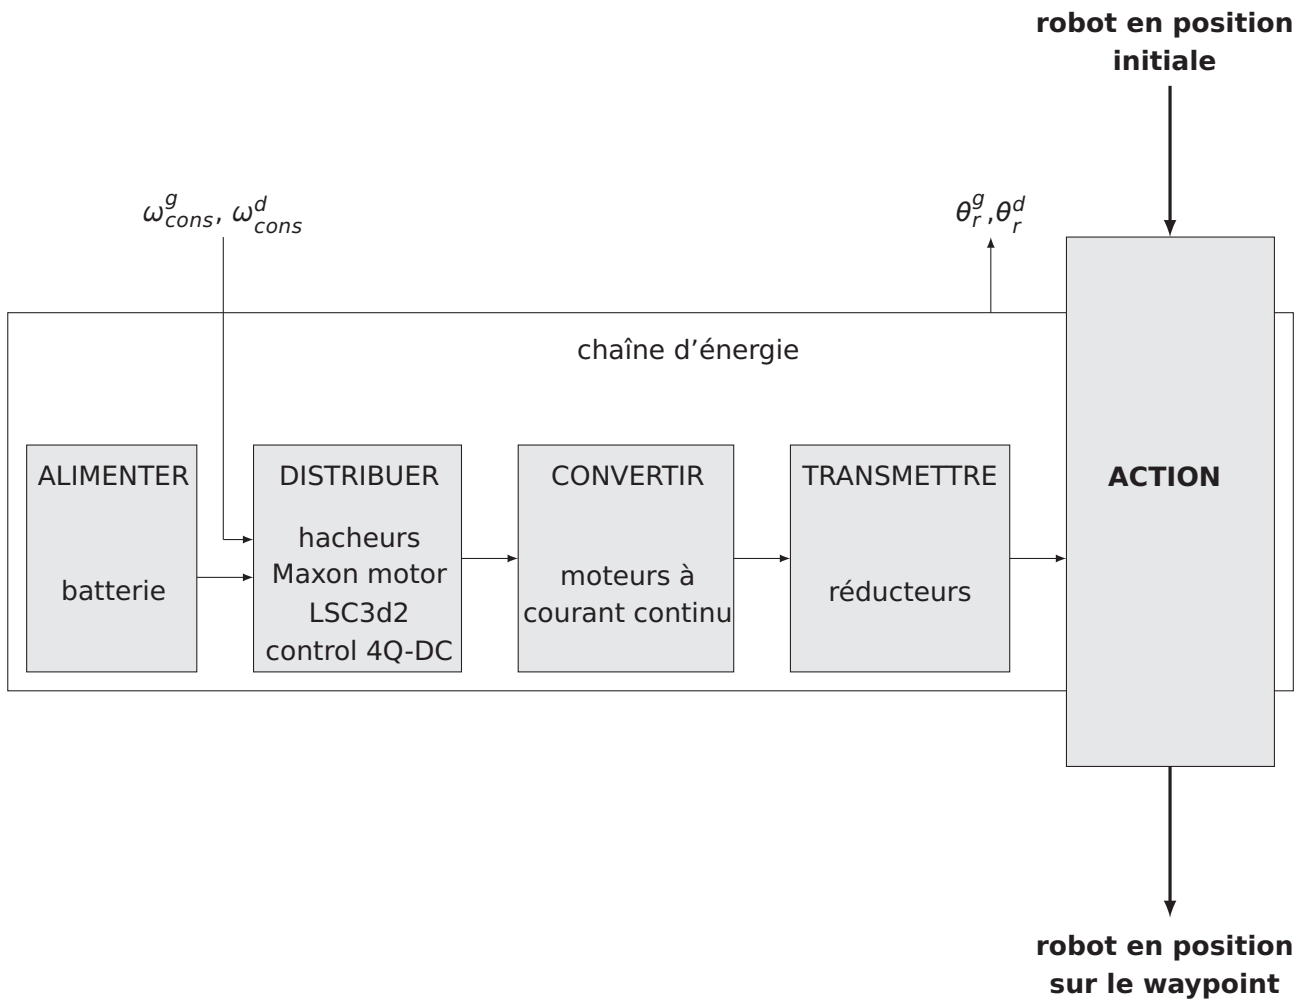 robot en position
initiale
ω^g_cons, ω^d_cons
θ^g_r,θ^d_r
chaîne d’énergie
ALIMENTER
batterie
DISTRIBUER
hacheurs
Maxon motor
LSC3d2
control 4Q-DC
CONVERTIR
moteurs à
courant continu
TRANSMETTRE
réducteurs
ACTION
robot en position
sur le waypoint